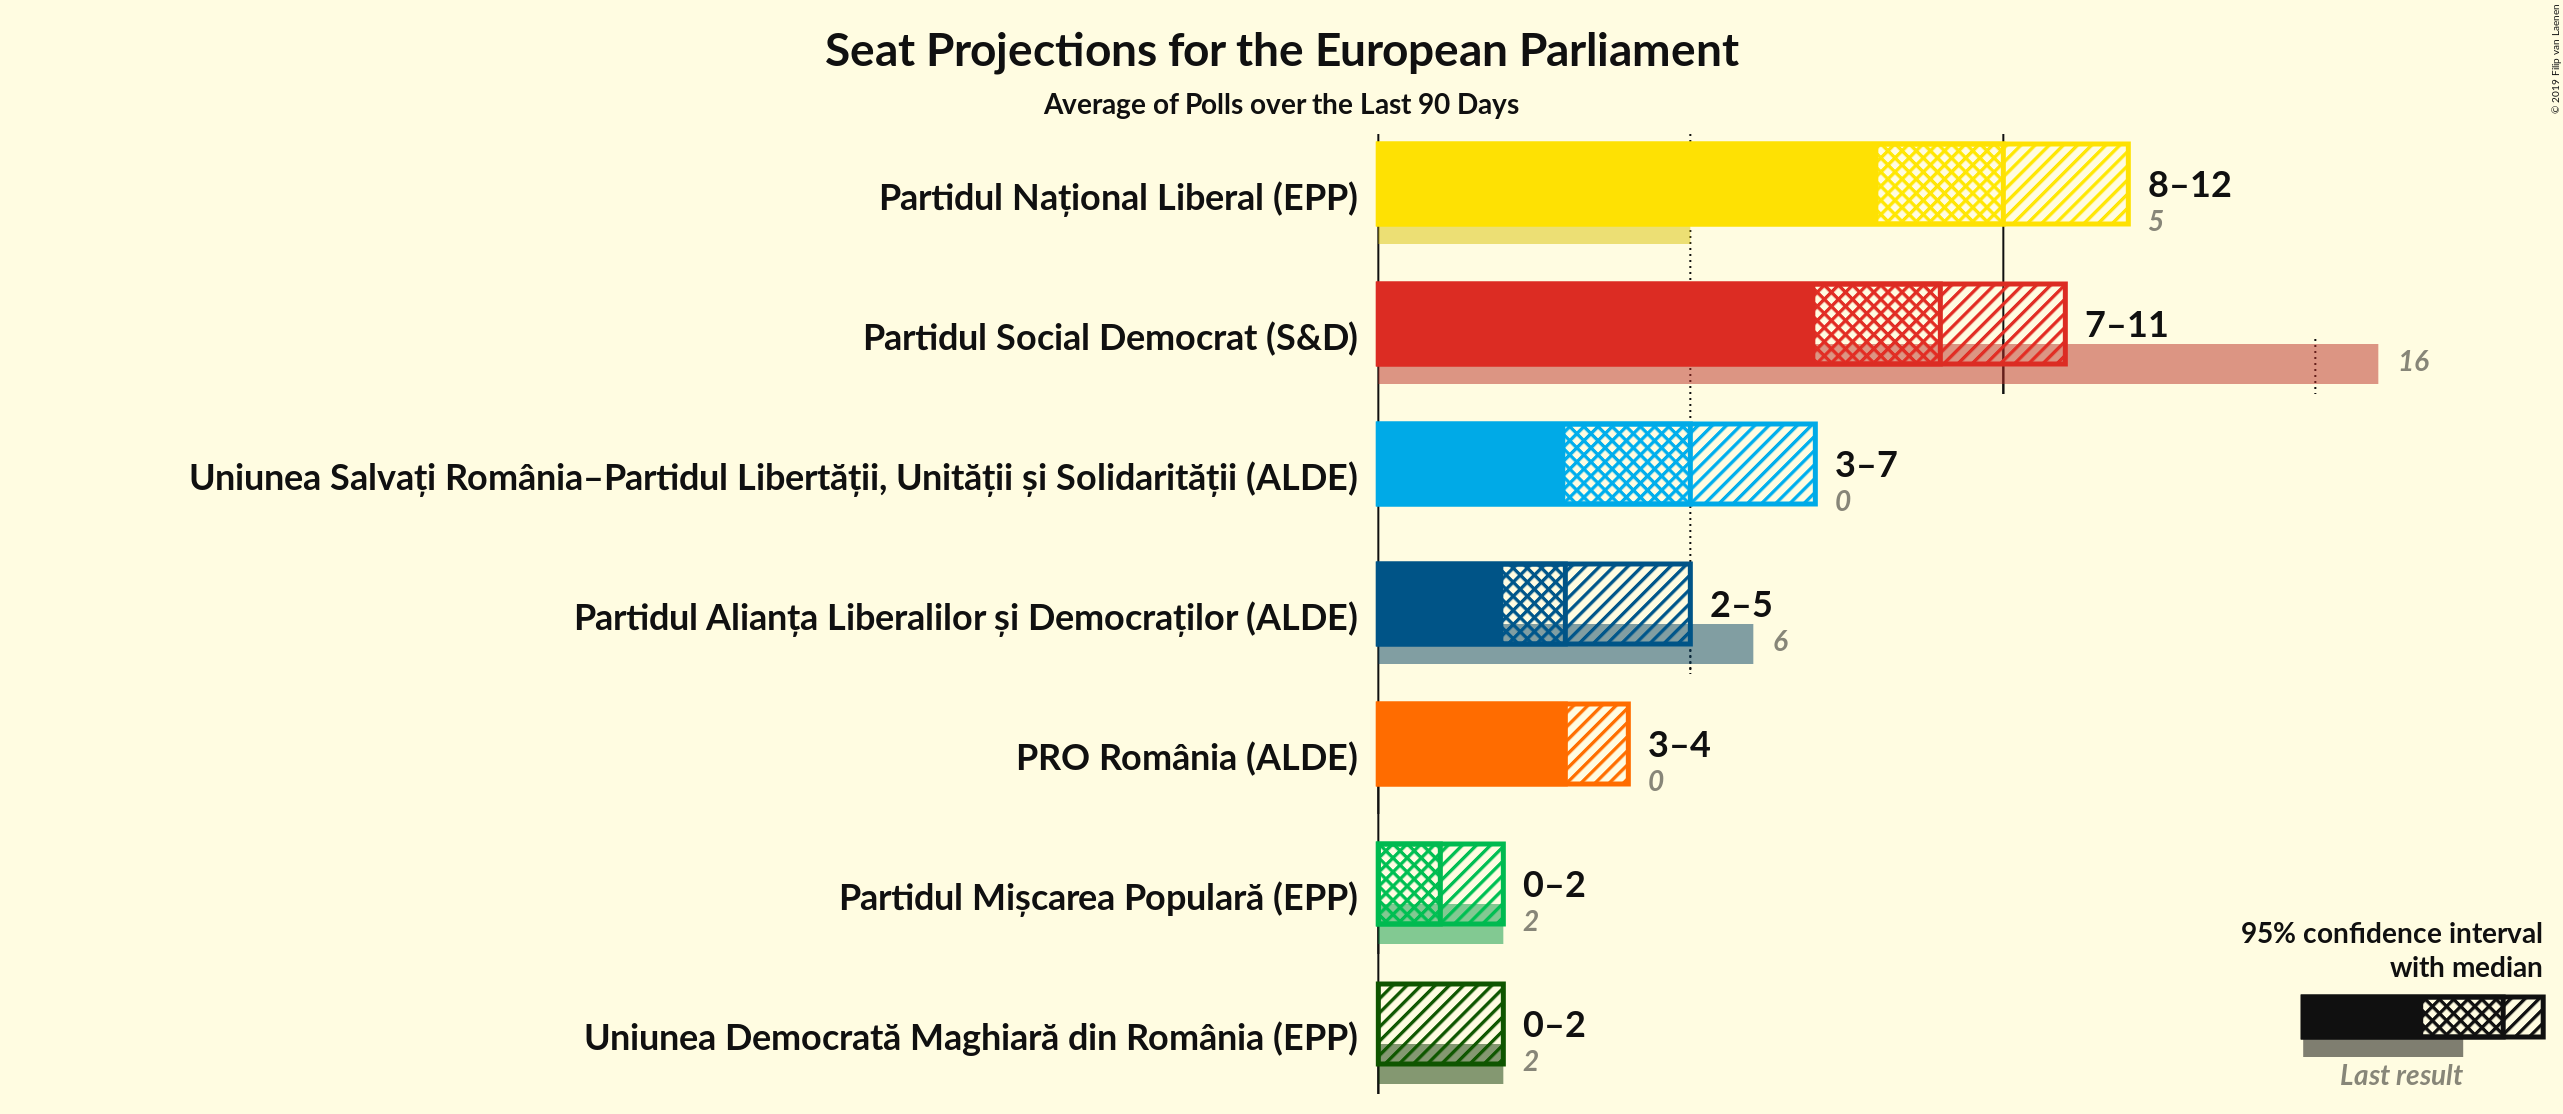 Seat Projections for the European Parliament
Average of Polls over the Last 90 Days
© 2019 Filip van Laenen
Partidul Național Liberal (EPP)
8–12
5
Partidul Social Democrat (S&D)
7–11
16
Uniunea Salvați România–Partidul Libertății, Unității și Solidarității (ALDE)
3–7
0
Partidul Alianța Liberalilor și Democraților (ALDE)
2–5
6
PRO România (ALDE)
3–4
0
Partidul Mișcarea Populară (EPP)
0–2
2
Uniunea Democrată Maghiară din România (EPP)
0–2
2
95% confidence interval
with median
Last result